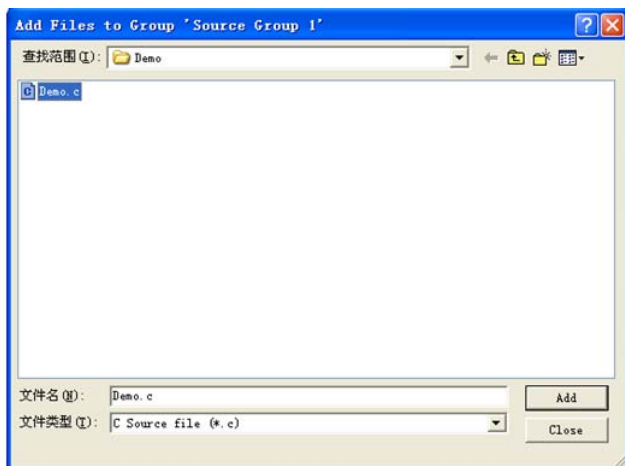 Add Files to Group 'Source Group 1'
查找范围(I): Demo
Demo.c
文件名(N): Demo.c
Add
文件类型(T): C Source file (*.c)
Close